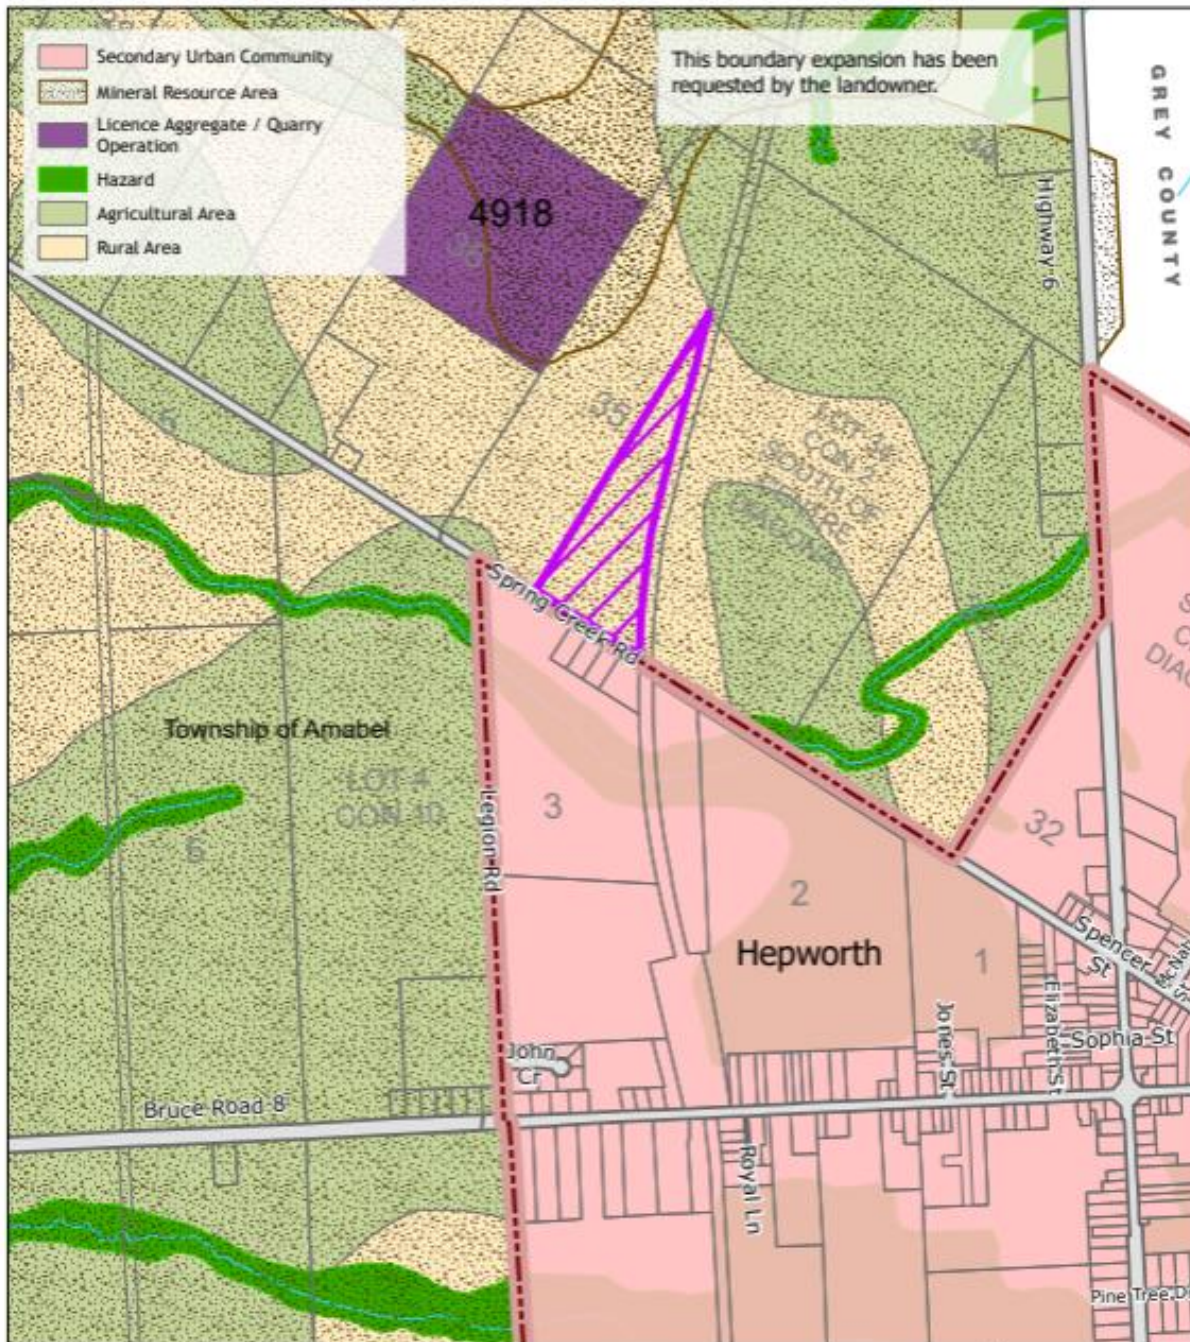 Secondary Urban Community
Mineral Resource Area
Licence Aggregate / Quarry
Operation
Hazard
Agricultural Area
Rural Area
This boundary expansion has been
requested by the landowner.
GREY COUNTY
Highway 6
34
4918
36
35
6
1
LOT 34
CON 2
SOUTH OF
Spring Creek Rd
Township of Amabel
LOT 4
CON 10
6
Legion Rd
3
2
1
32
Hepworth
Spencer
St
Elizabeth St
Jones St
Sophia St
John
Cr
Bruce Road 8
Royal Ln
Pine Tree D